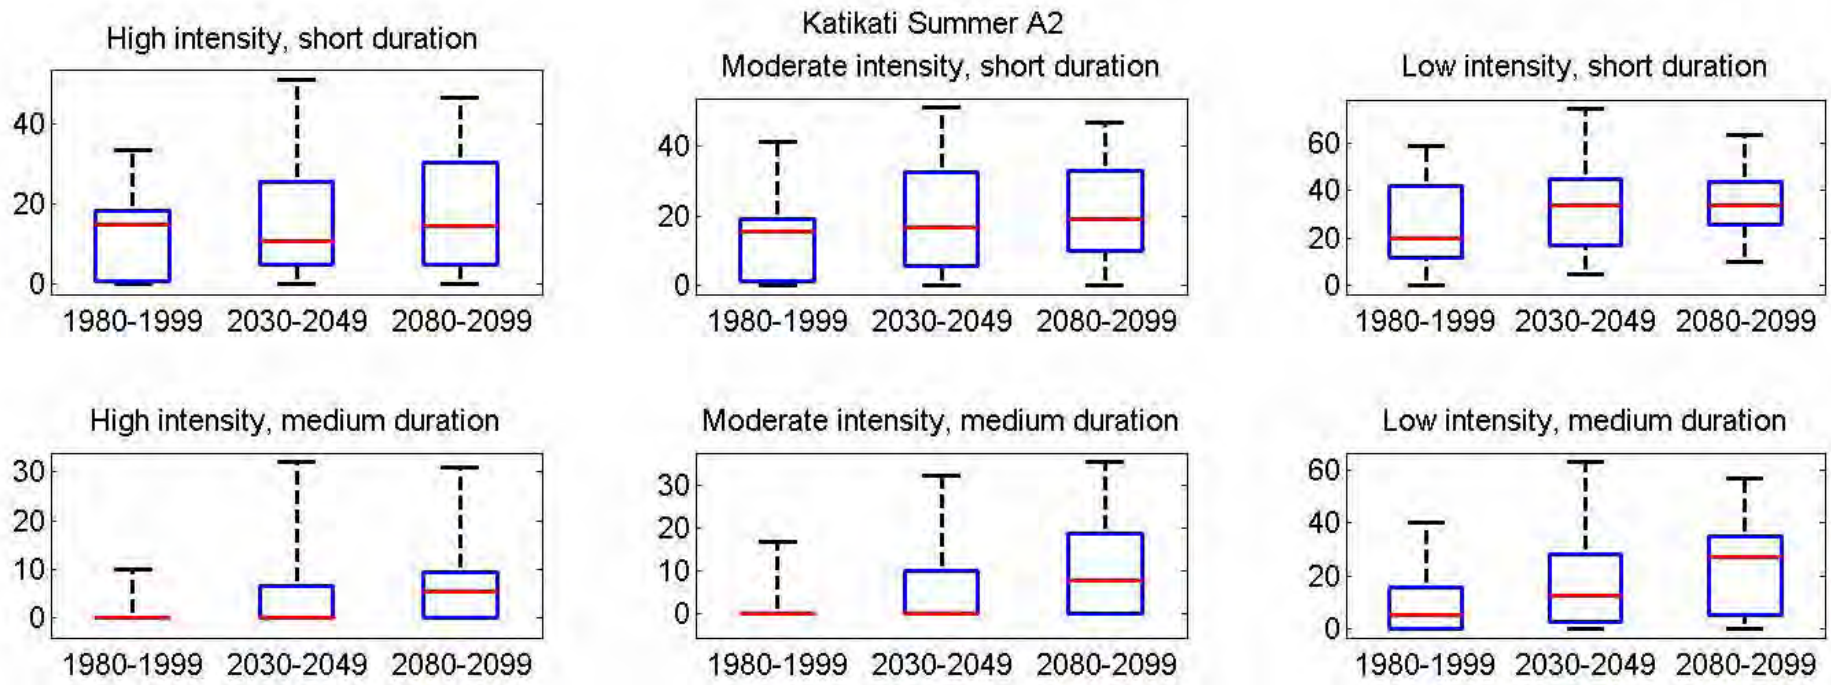 Katikati Summer A2
High intensity, short duration
Moderate intensity, short duration
Low intensity, short duration
40
20
0
1980-1999 2030-2049 2080-2099
40
20
0
1980-1999 2030-2049 2080-2099
60
40
20
0
1980-1999 2030-2049 2080-2099
High intensity, medium duration
Moderate intensity, medium duration
Low intensity, medium duration
30
20
10
0
1980-1999 2030-2049 2080-2099
30
20
10
0
1980-1999 2030-2049 2080-2099
60
40
20
0
1980-1999 2030-2049 2080-2099